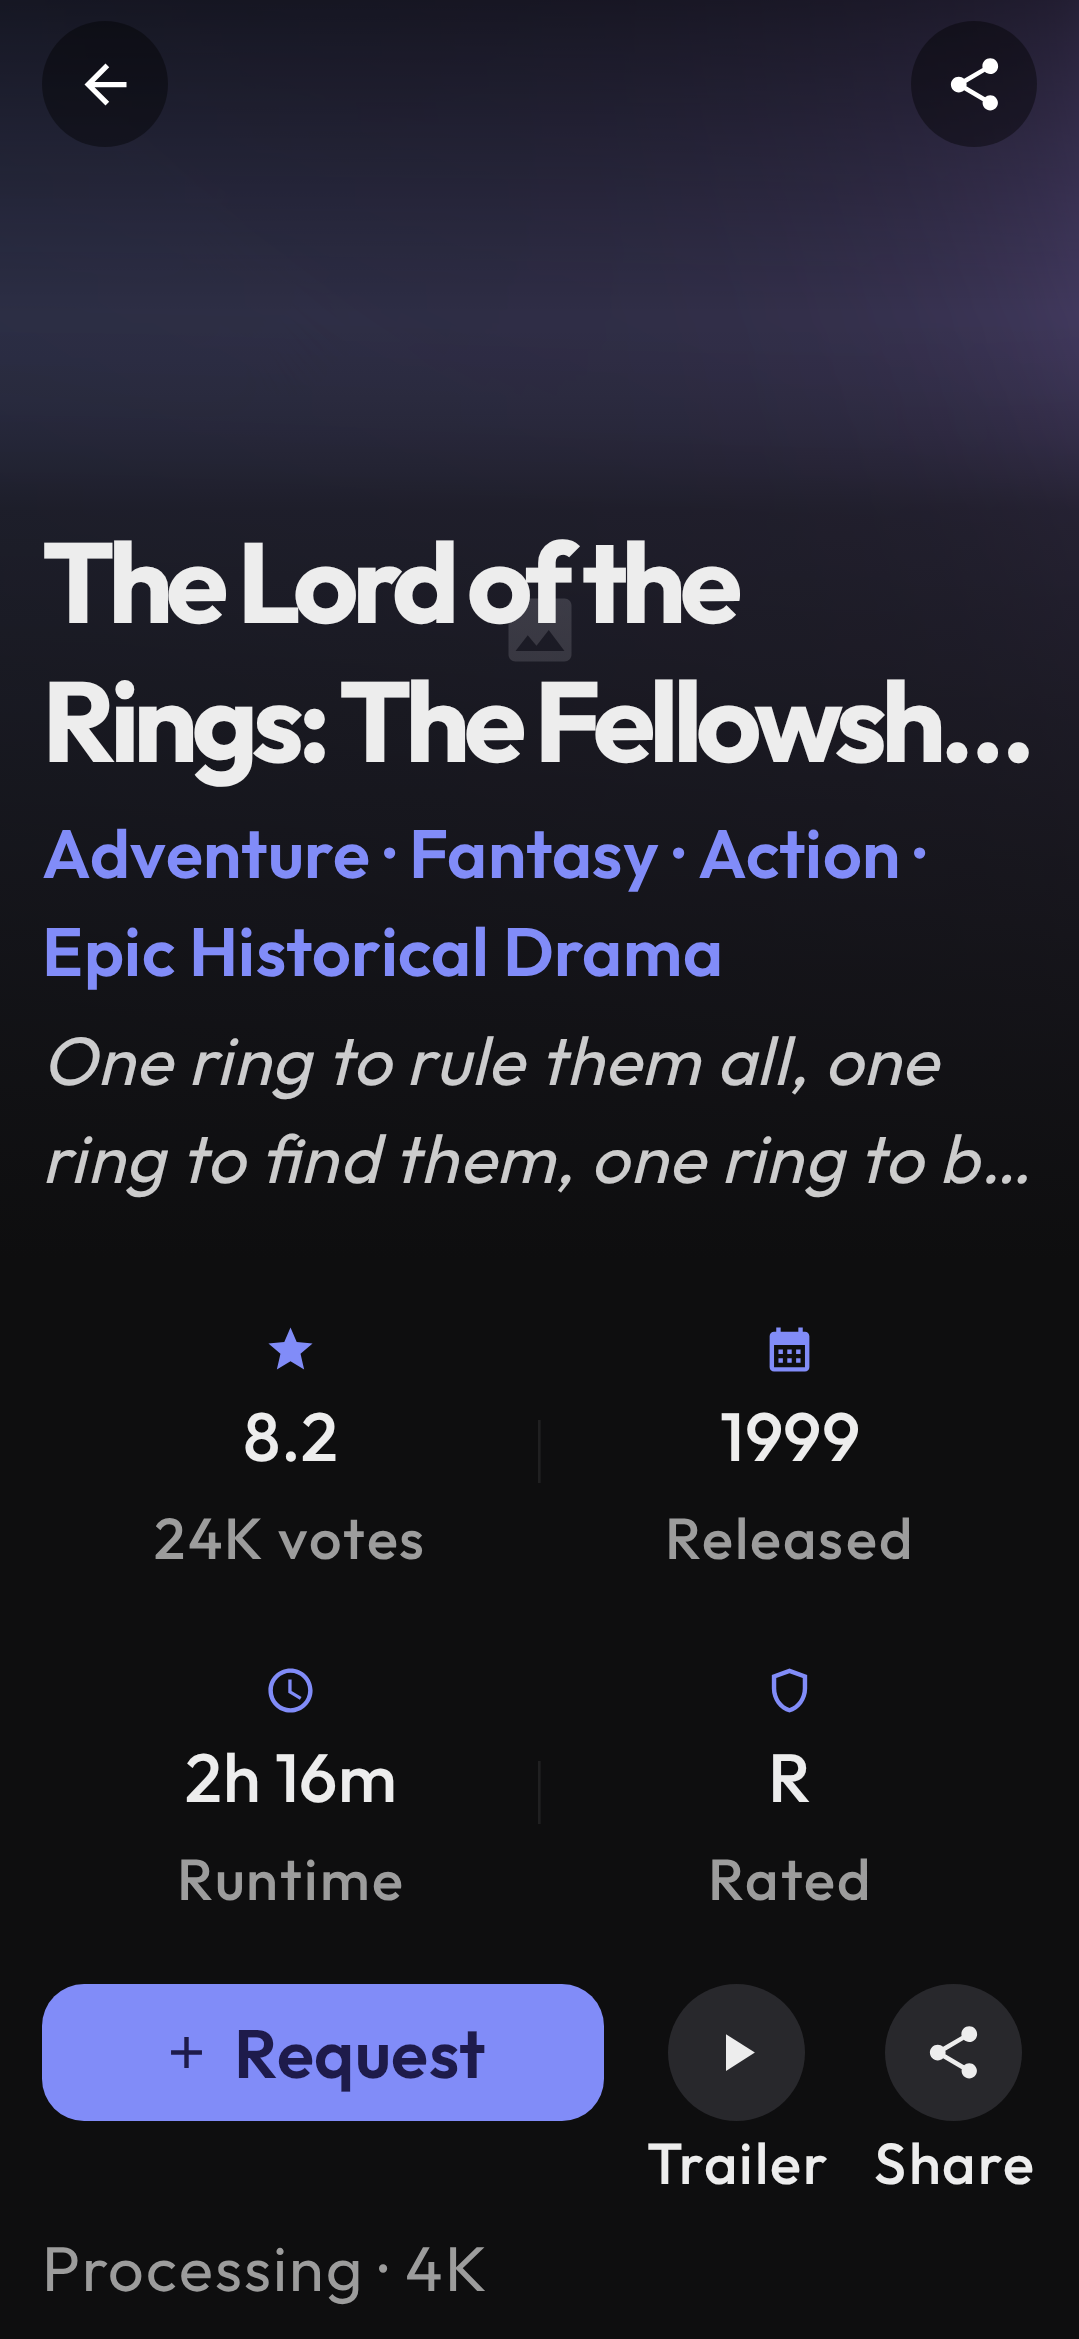 The Lord of the
Rings: The Fellowsh...
Adventure · Fantasy · Action ·
Epic Historical Drama
One ring to rule them all, one
ring to find them, one ring to b...
8.2
1999
24K votes
Released
2h 16m
R
Runtime
Rated
+ Request
Trailer
Share
Processing · 4K